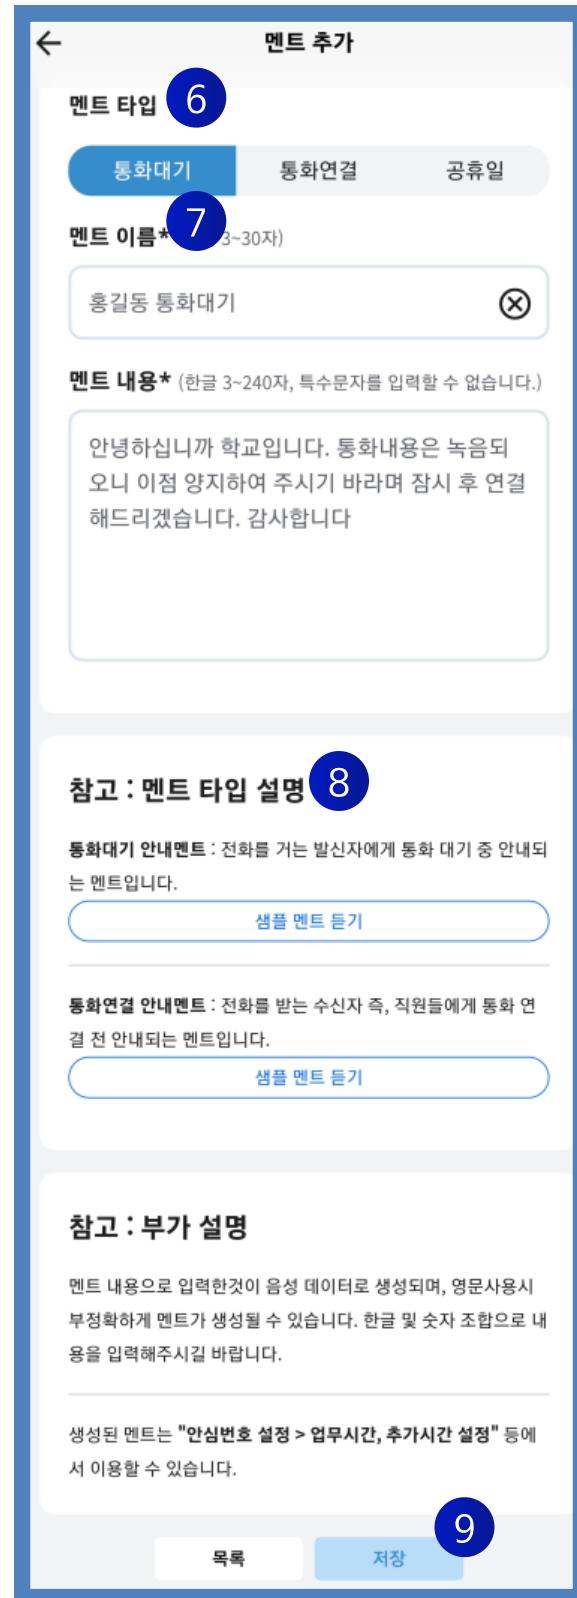 멘트 추가
멘트 타입 6
통화대기 통화연결 공휴일
멘트 이름* 7 3~30자)
홍길동 통화대기
멘트 내용* (한글 3~240자, 특수문자를 입력할 수 없습니다.)
안녕하십니까 학교입니다. 통화내용은 녹음되
오니 이점 양지하여 주시기 바라며 잠시 후 연결
해드리겠습니다. 감사합니다
참고 : 멘트 타입 설명 8
통화대기 안내멘트 : 전화를 거는 발신자에게 통화 대기 중 안내되
는 멘트입니다.
샘플 멘트 듣기
통화연결 안내멘트 : 전화를 받는 수신자 즉, 직원들에게 통화 연
결 전 안내되는 멘트입니다.
샘플 멘트 듣기
참고 : 부가 설명
멘트 내용으로 입력한것이 음성 데이터로 생성되며, 영문사용시
부정확하게 멘트가 생성될 수 있습니다. 한글 및 숫자 조합으로 내
용을 입력해주시길 바랍니다.
생성된 멘트는 "안심번호 설정 > 업무시간, 추가시간 설정" 등에
서 이용할 수 있습니다.
9
목록 저장